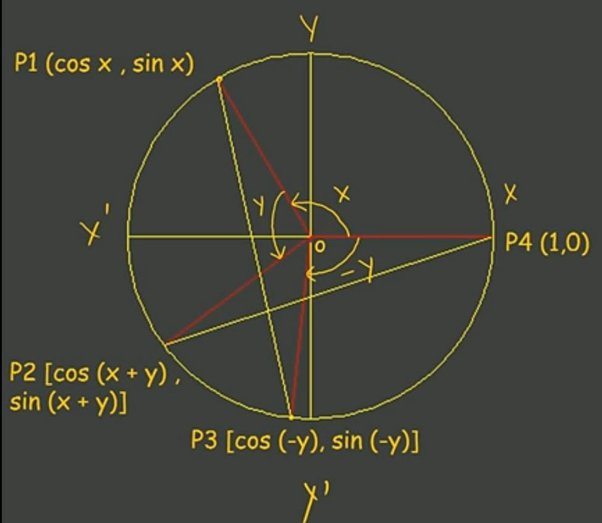 Y
P1 (cos x , sin x)
y
x
X'
X
O
P4 (1,0)
-y
P2 [cos (x + y) ,
sin (x + y)]
P3 [cos (-y), sin (-y)]
Y'